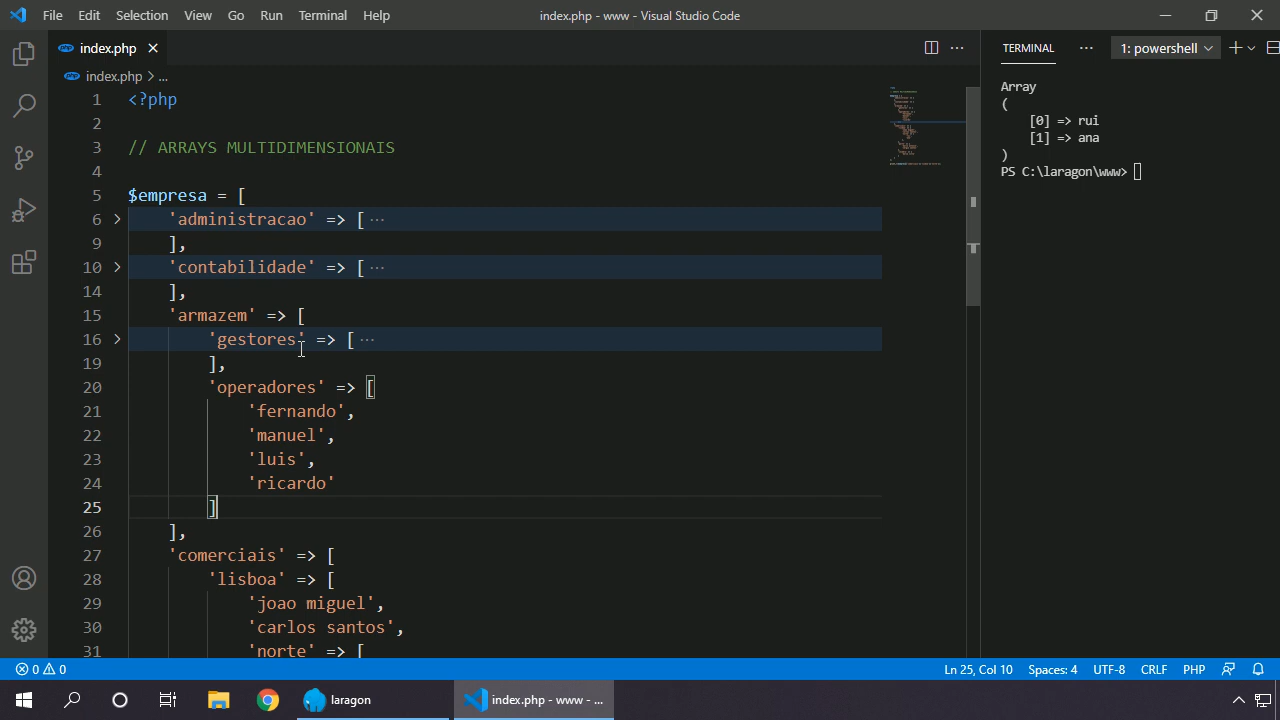 File Edit Selection View Go Run Terminal Help index.php - www - Visual Studio Code
index.php
TERMINAL ··· 1: powershell
index.php > ...
1 <?php
2
3 // ARRAYS MULTIDIMENSIONAIS
4
5 $empresa = [
6 'administracao' => [ ···
9 ],
10 'contabilidade' => [ ···
14 ],
15 'armazem' => [
16 'gestores' => [ ···
19 ],
20 'operadores' => [
21 'fernando',
22 'manuel',
23 'luis',
24 'ricardo'
25 ]
26 ],
27 'comerciais' => [
28 'lisboa' => [
29 'joao miguel',
30 'carlos santos',
31 'norte' => [
Array
(
[0] => rui
[1] => ana
)
PS C:\laragon\www>
0 0 Ln 25, Col 10 Spaces: 4 UTF-8 CRLF PHP
laragon
index.php - www - ...